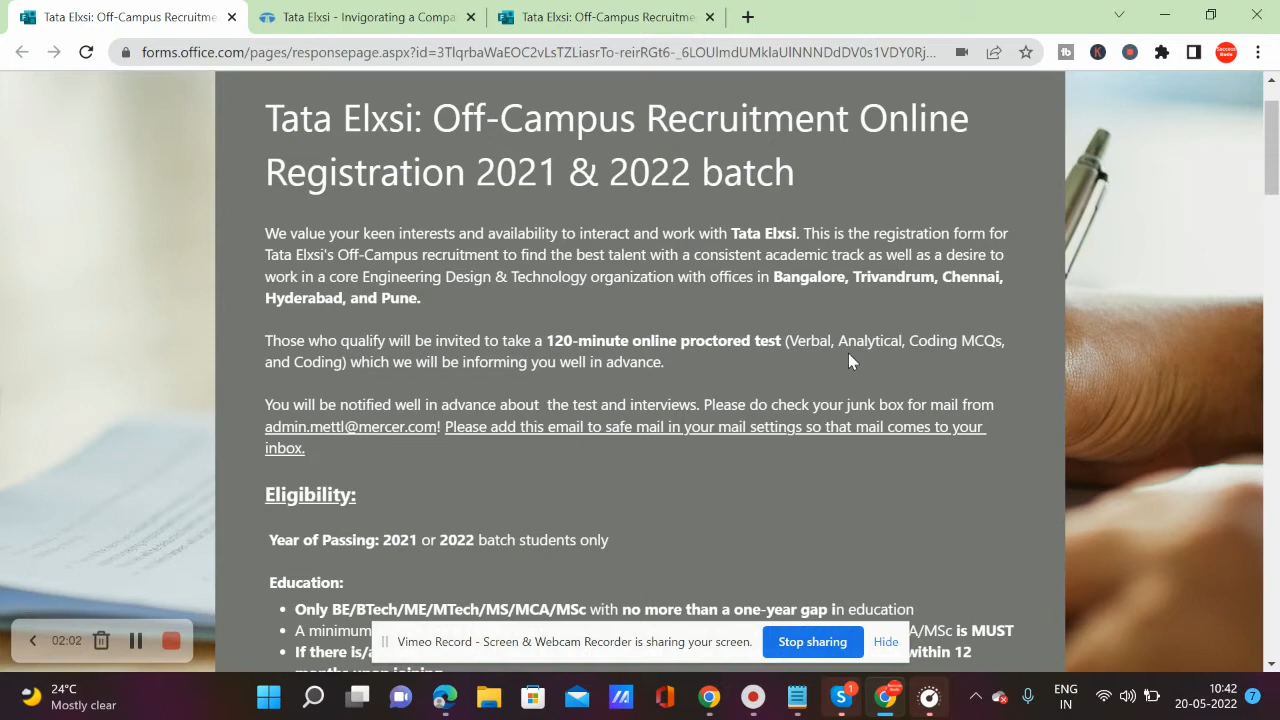 Tata Elxsi: Off-Campus Recruitme
Tata Elxsi - Invigorating a Compa
Tata Elxsi: Off-Campus Recruitme
forms.office.com/pages/responsepage.aspx?id=
Success Bada
Tata Elxsi: Off-Campus Recruitment Online
Registration 2021 & 2022 batch
We value your keen interests and availability to interact and work with Tata Elxsi. This is the registration form for
Tata Elxsi's Off-Campus recruitment to find the best talent with a consistent academic track as well as a desire to
work in a core Engineering Design & Technology organization with offices in Bangalore, Trivandrum, Chennai,
Hyderabad, and Pune.
Those who qualify will be invited to take a 120-minute online proctored test (Verbal, Analytical, Coding MCQs,
and Coding) which we will be informing you well in advance.
You will be notified well in advance about the test and interviews. Please do check your junk box for mail from
admin.mettl@mercer.com! Please add this email to safe mail in your mail settings so that mail comes to your
inbox.
Eligibility:
Year of Passing: 2021 or 2022 batch students only
Education:
• Only BE/BTech/ME/MTech/MS/MCA/MSc with no more than a one-year gap in education
• A minimum A/MSc is MUST
• If there is/a within 12
months upon joining
02:02
Vimeo Record - Screen & Webcam Recorder is sharing your screen.
Stop sharing
Hide
24°C
Mostly clear
1
ENG
IN
10:42
20-05-2022
7